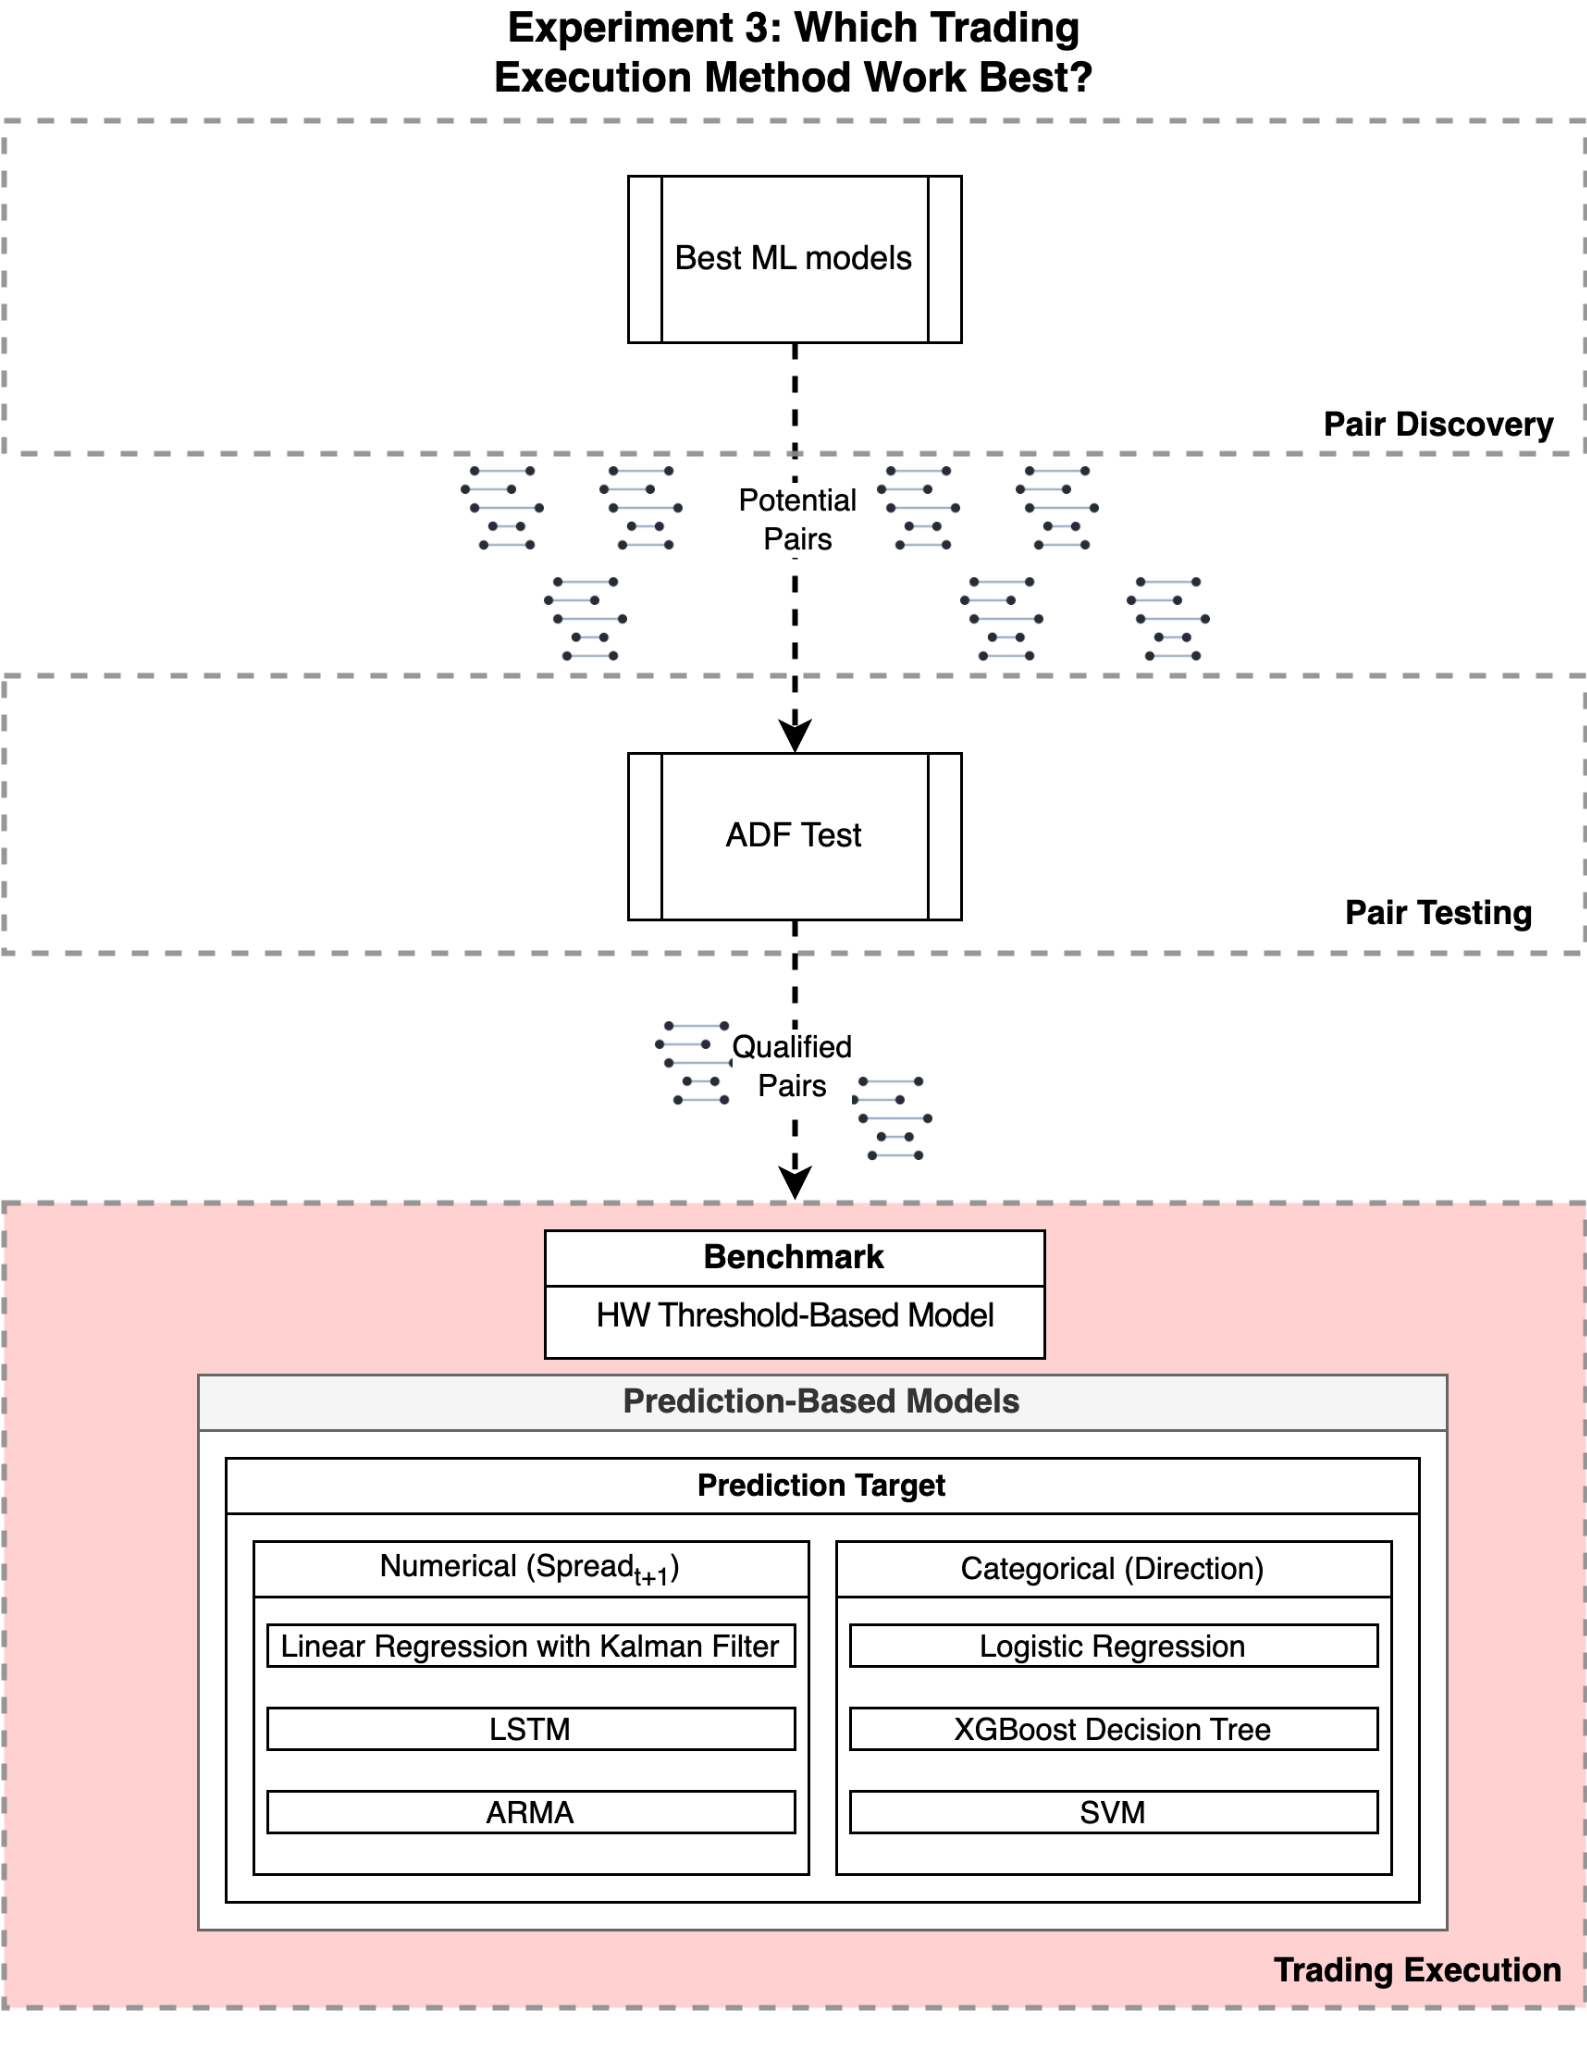 Experiment 3: Which Trading
Execution Method Work Best?
Best ML models
Pair Discovery
Potential
Pairs
ADF Test
Pair Testing
Qualified
Pairs
Benchmark
HW Threshold-Based Model
Prediction-Based Models
Prediction Target
Numerical (Spread_{t+1})
Linear Regression with Kalman Filter
LSTM
ARMA
Categorical (Direction)
Logistic Regression
XGBoost Decision Tree
SVM
Trading Execution